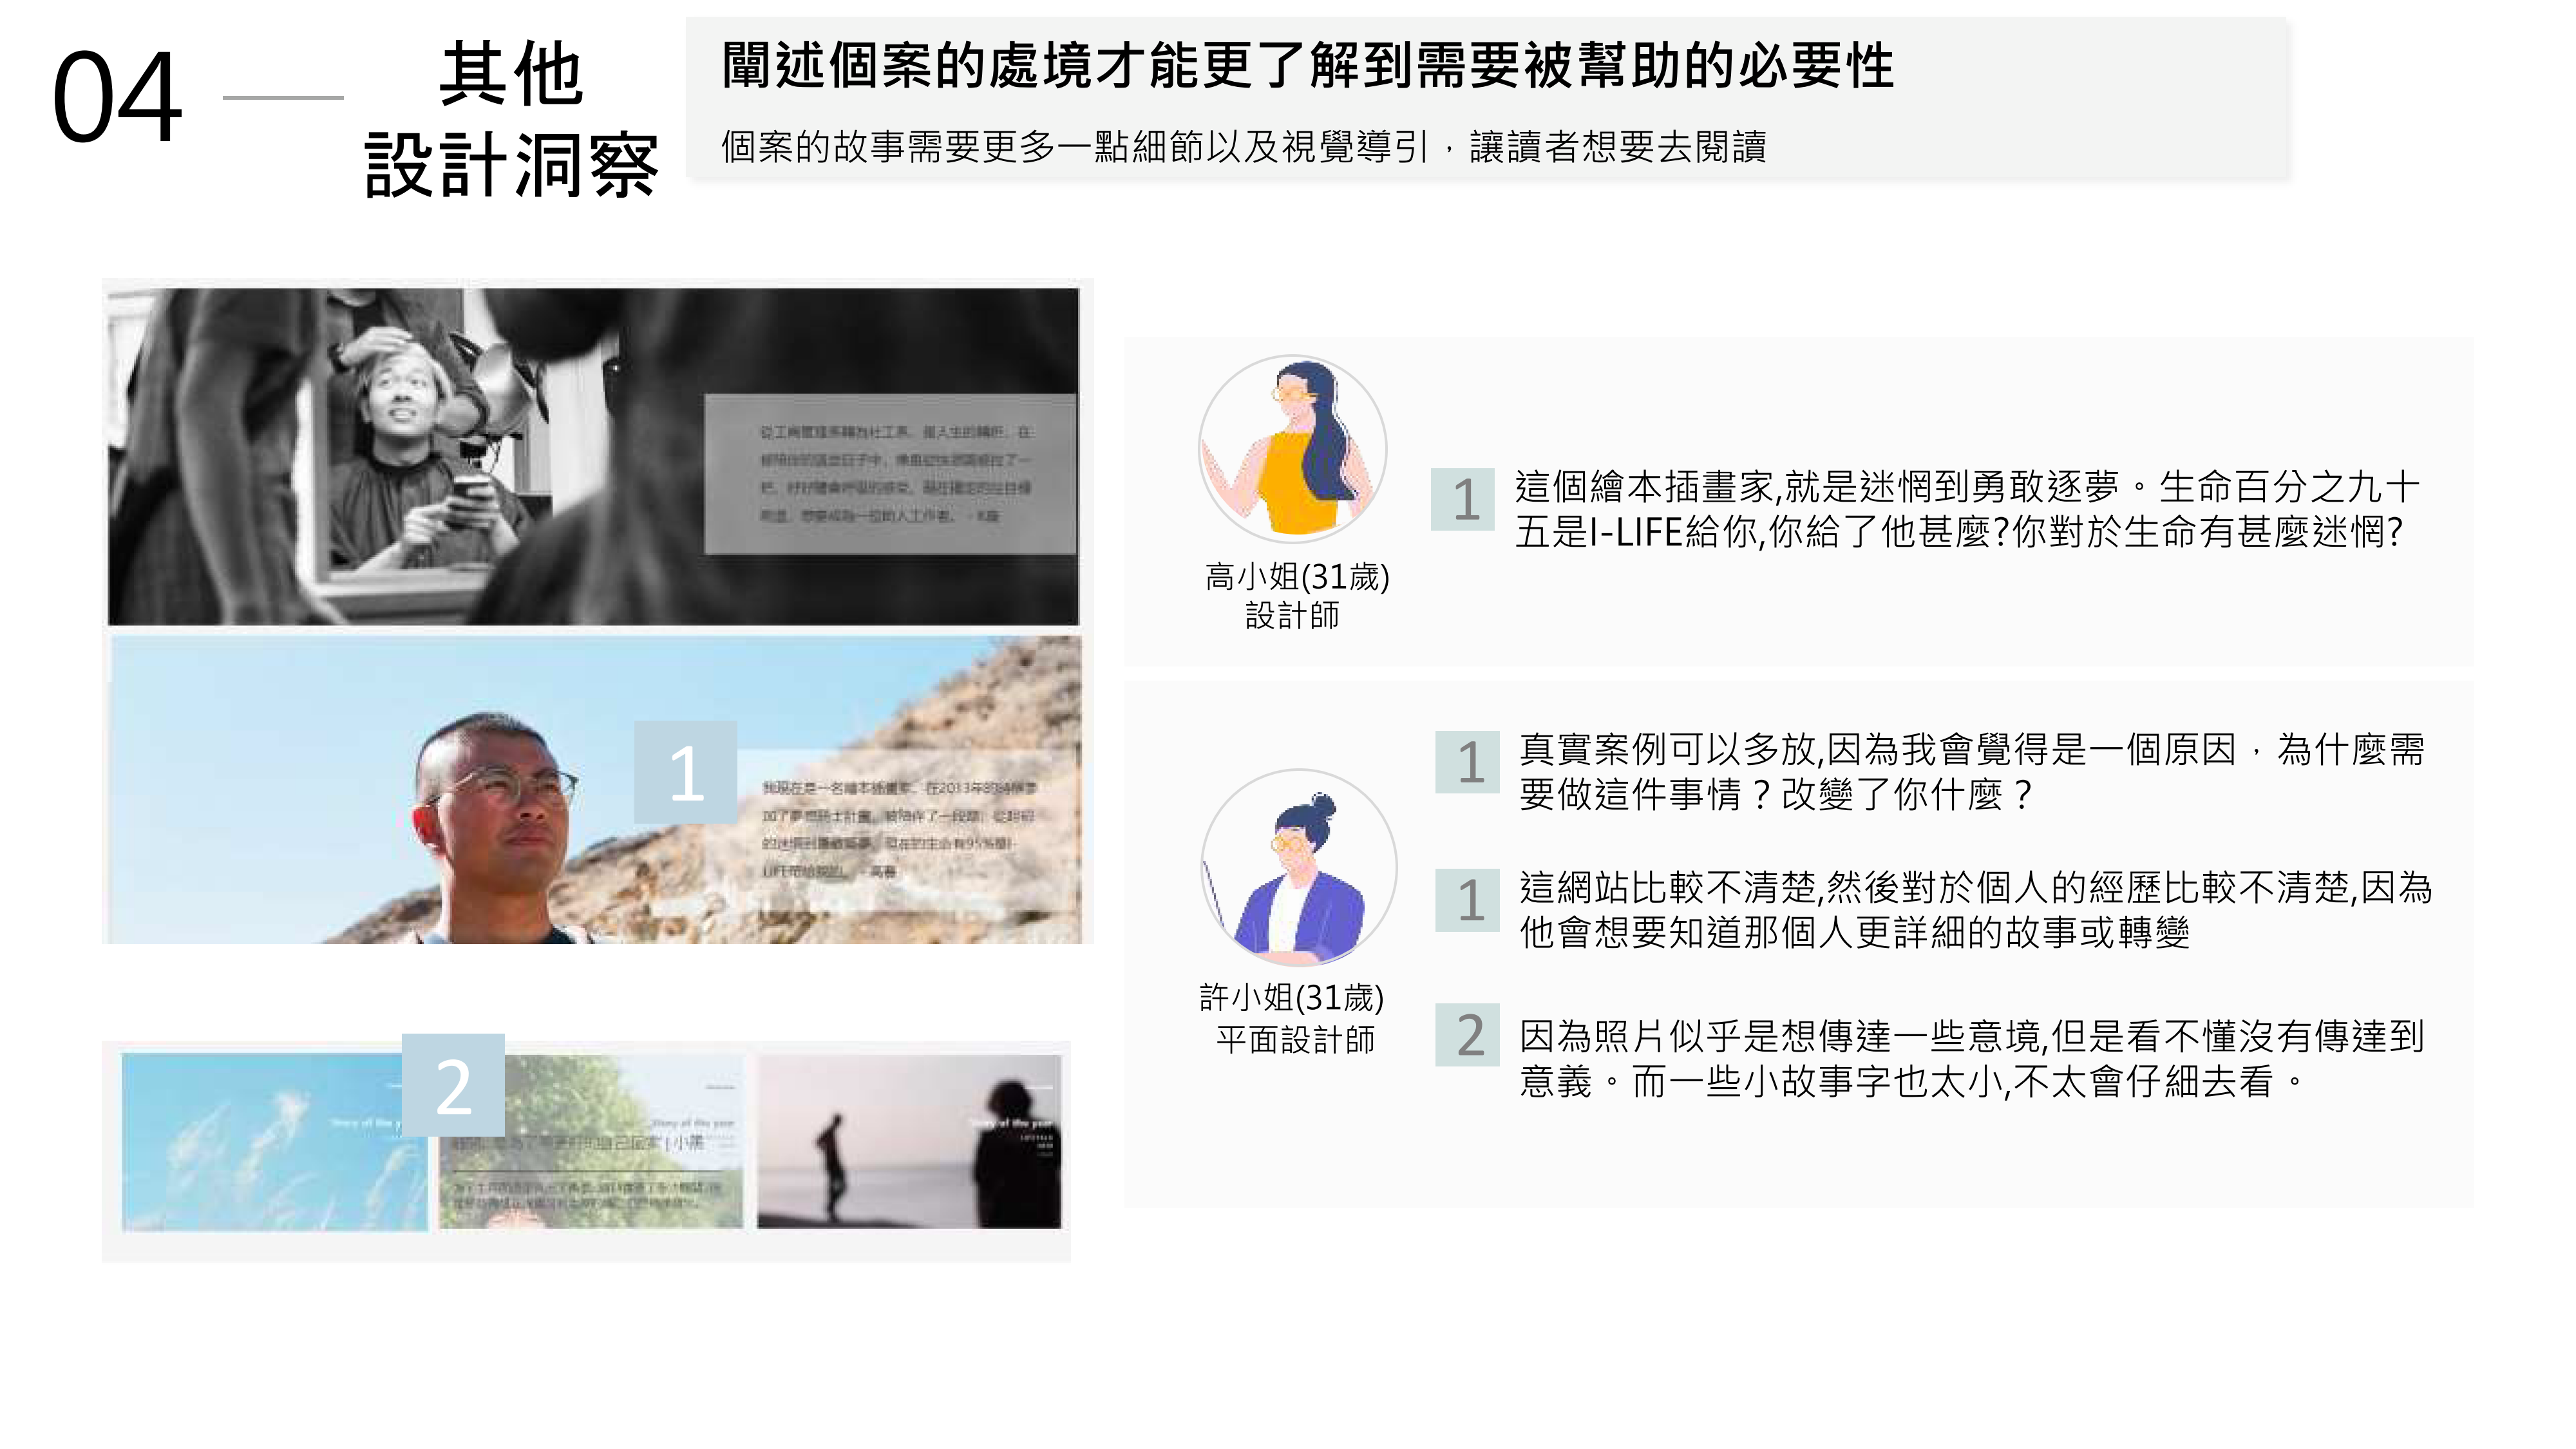 04
其他
設計洞察
闡述個案的處境才能更了解到需要被幫助的必要性
個案的故事需要更多一點細節以及視覺導引，讓讀者想要去閱讀
1
我現在是一名繪本插畫家
2
Story of the year
Story of the year
Story of the year
高小姐(31歲)
設計師
1
這個繪本插畫家,就是迷惘到勇敢逐夢。生命百分之九十
五是I-LIFE給你,你給了他甚麼?你對於生命有甚麼迷惘?
許小姐(31歲)
平面設計師
1
真實案例可以多放,因為我會覺得是一個原因，為什麼需
要做這件事情？改變了你什麼？
1
這網站比較不清楚,然後對於個人的經歷比較不清楚,因為
他會想要知道那個人更詳細的故事或轉變
2
因為照片似乎是想傳達一些意境,但是看不懂沒有傳達到
意義。而一些小故事字也太小,不太會仔細去看。